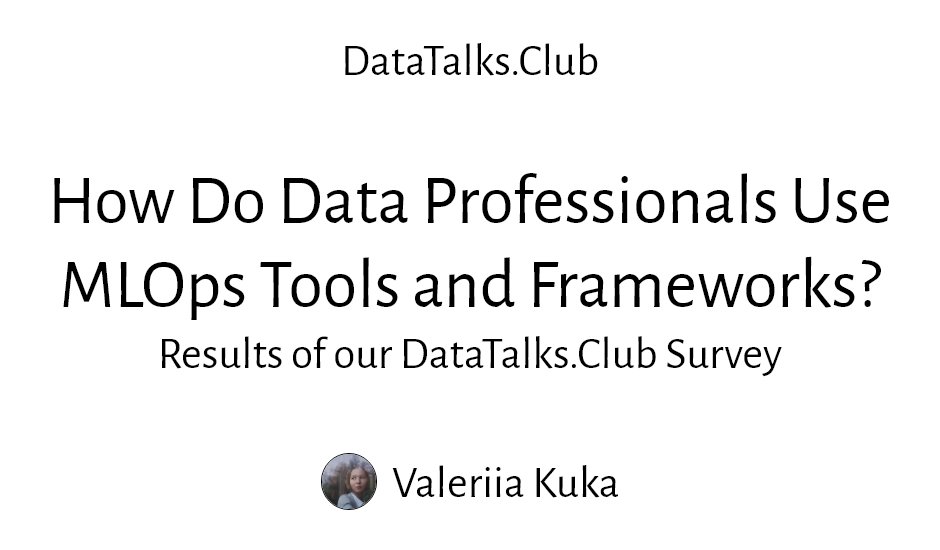 DataTalks.Club
How Do Data Professionals Use
MLOps Tools and Frameworks?
Results of our DataTalks.Club Survey
Valeriia Kuka